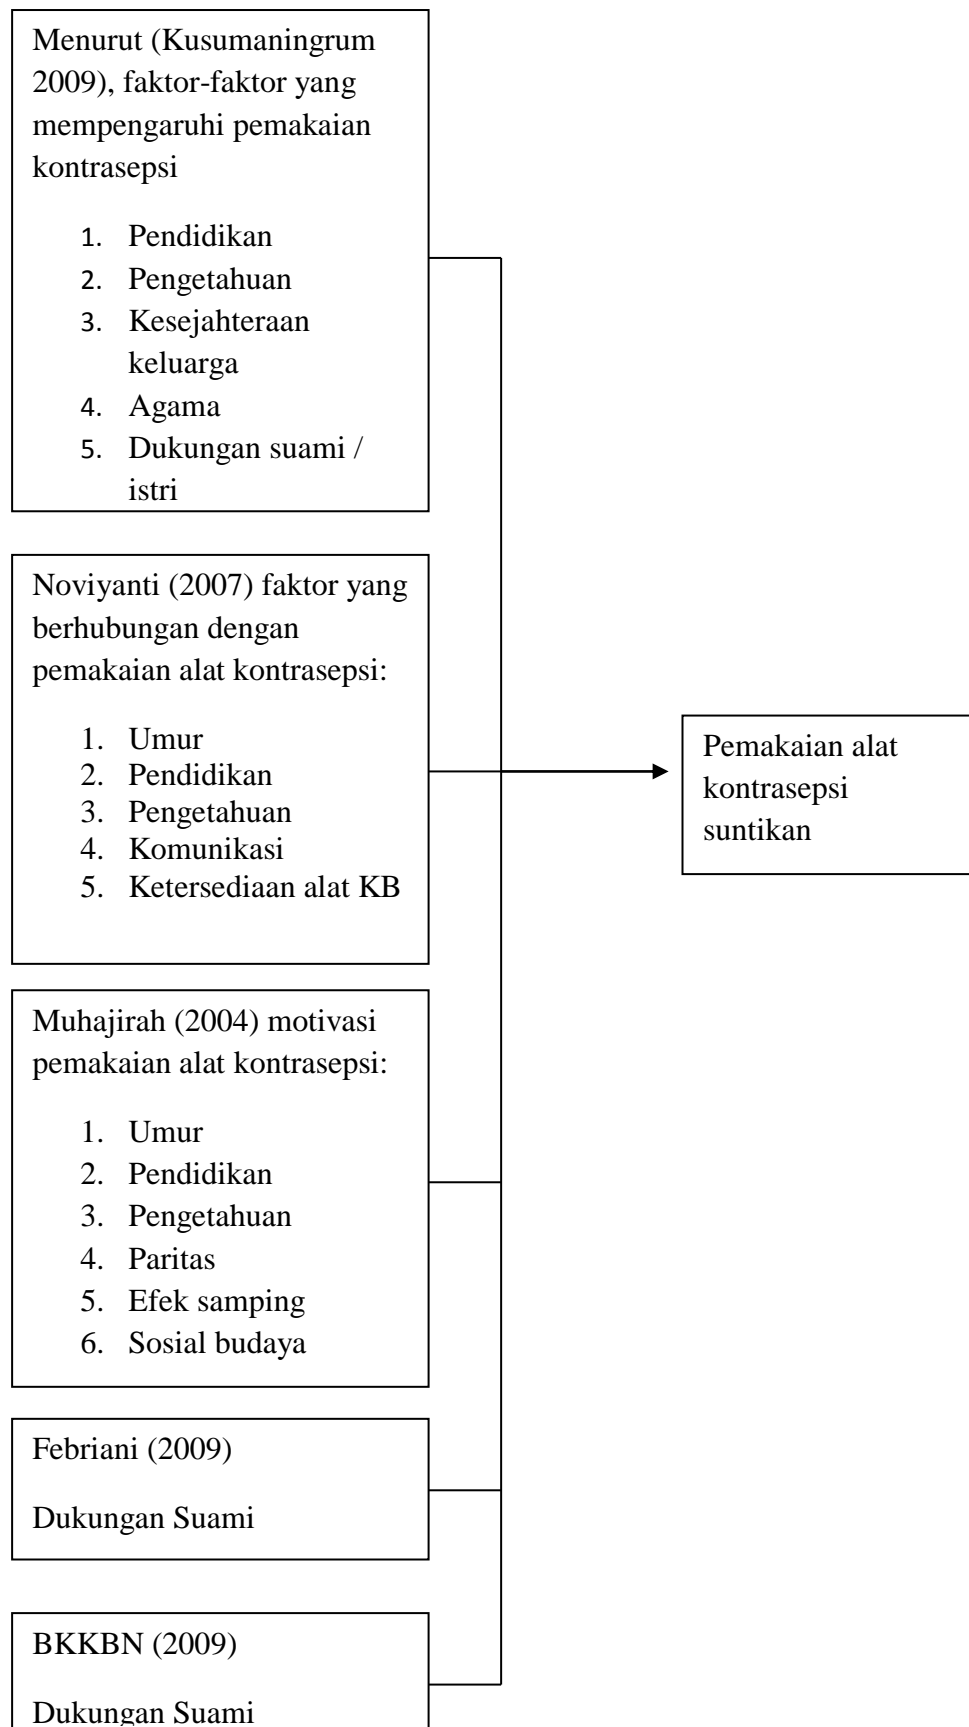 Menurut (Kusumaningrum
2009), faktor-faktor yang
mempengaruhi pemakaian
kontrasepsi
1. Pendidikan
2. Pengetahuan
3. Kesejahteraan
keluarga
4. Agama
5. Dukungan suami /
istri
Noviyanti (2007) faktor yang
berhubungan dengan
pemakaian alat kontrasepsi:
1. Umur
2. Pendidikan
3. Pengetahuan
4. Komunikasi
5. Ketersediaan alat KB
Pemakaian alat
kontrasepsi
suntikan
Muhajirah (2004) motivasi
pemakaian alat kontrasepsi:
1. Umur
2. Pendidikan
3. Pengetahuan
4. Paritas
5. Efek samping
6. Sosial budaya
Febriani (2009)
Dukungan Suami
BKKBN (2009)
Dukungan Suami